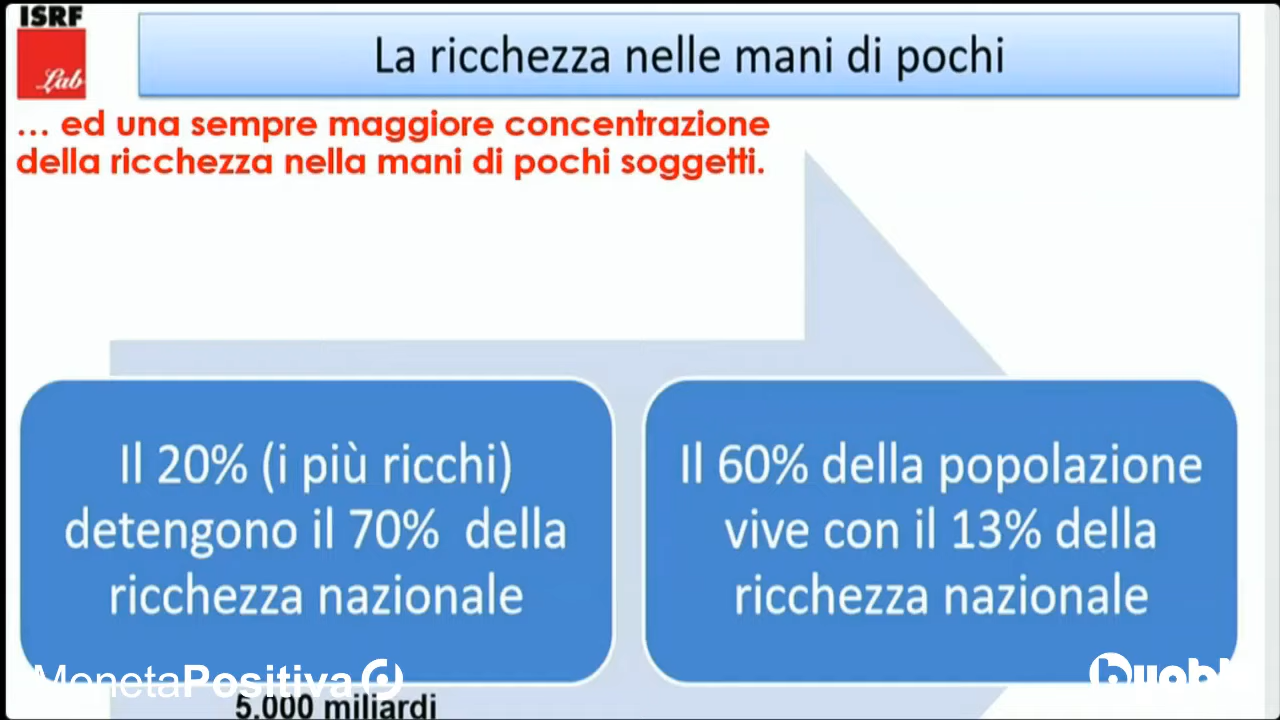 ISRF
Lab
La ricchezza nelle mani di pochi
... ed una sempre maggiore concentrazione
della ricchezza nella mani di pochi soggetti.
Il 20% (i più ricchi)
detengono il 70% della
ricchezza nazionale
Il 60% della popolazione
vive con il 13% della
ricchezza nazionale
MonetaPositiva
5.000 miliardi